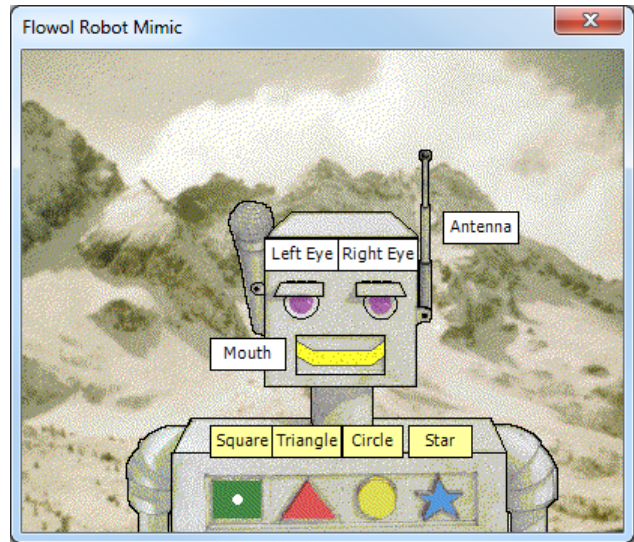 Flowol Robot Mimic
Antenna
Left Eye Right Eye
Mouth
Square Triangle Circle Star